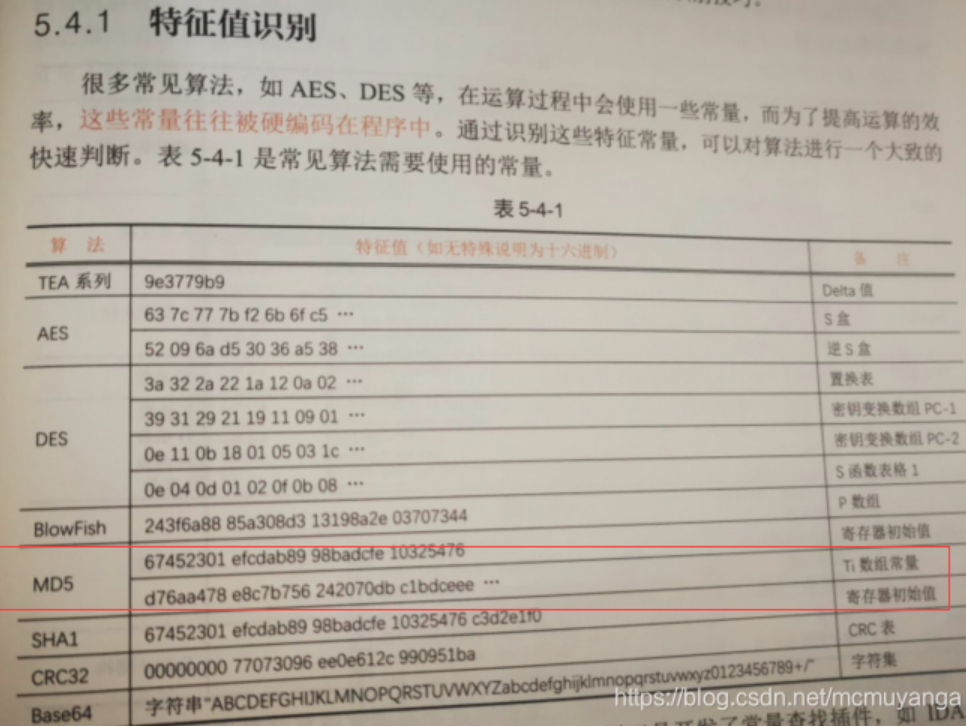 5.4.1 特征值识别
很多常见算法，如 AES、DES 等，在运算过程中会使用一些常量，而为了提高运算的效
率，这些常量往往被硬编码在程序中。通过识别这些特征常量，可以对算法进行一个大致的
快速判断。表 5-4-1 是常见算法需要使用的常量。
表 5-4-1
算 法 特征值（如无特殊说明为十六进制） 备 注
TEA 系列 9e3779b9 Delta 值
AES 63 7c 77 7b f2 6b 6f c5 … S 盒
52 09 6a d5 30 36 a5 38 … 逆 S 盒
DES 3a 32 2a 22 1a 12 0a 02 … 置换表
39 31 29 21 19 11 09 01 … 密钥变换数组 PC-1
0e 11 0b 18 01 05 03 1c … 密钥变换数组 PC-2
0e 04 0d 01 02 0f 0b 08 … S 函数表格 1
BlowFish 243f6a88 85a308d3 13198a2e 03707344 P 数组
MD5 67452301 efcdab89 98badcfe 10325476 寄存器初始值
d76aa478 e8c7b756 242070db c1bdceee … Ti 数组常量
SHA1 67452301 efcdab89 98badcfe 10325476 c3d2e1f0 寄存器初始值
CRC32 00000000 77073096 ee0e612c 990951ba CRC 表
Base64 字符串"ABCDEFGHIJKLMNOPQRSTUVWXYZabcdefghijklmnopqrstuvwxyz0123456789+/" 字符集
https://blog.csdn.net/mcmuyanga
开发了常量查找插件，如 IDA